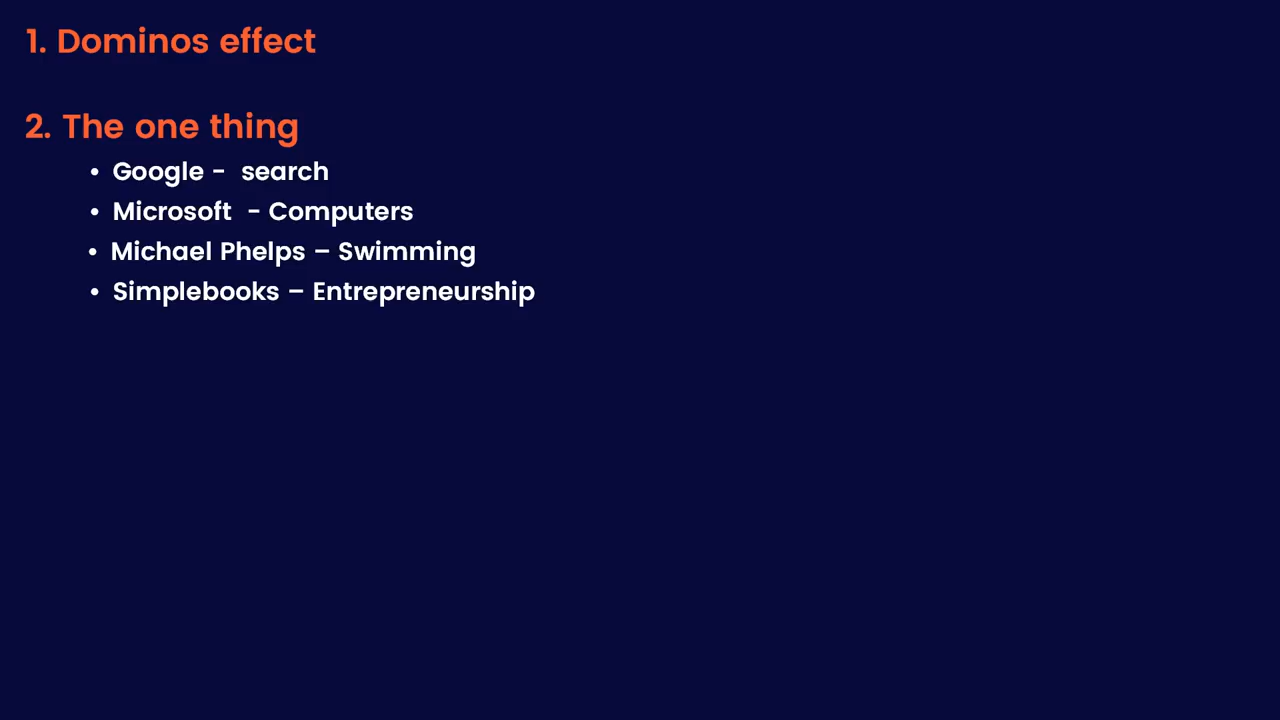 1. Dominos effect
2. The one thing
• Google - search
• Microsoft - Computers
• Michael Phelps – Swimming
• Simplebooks – Entrepreneurship